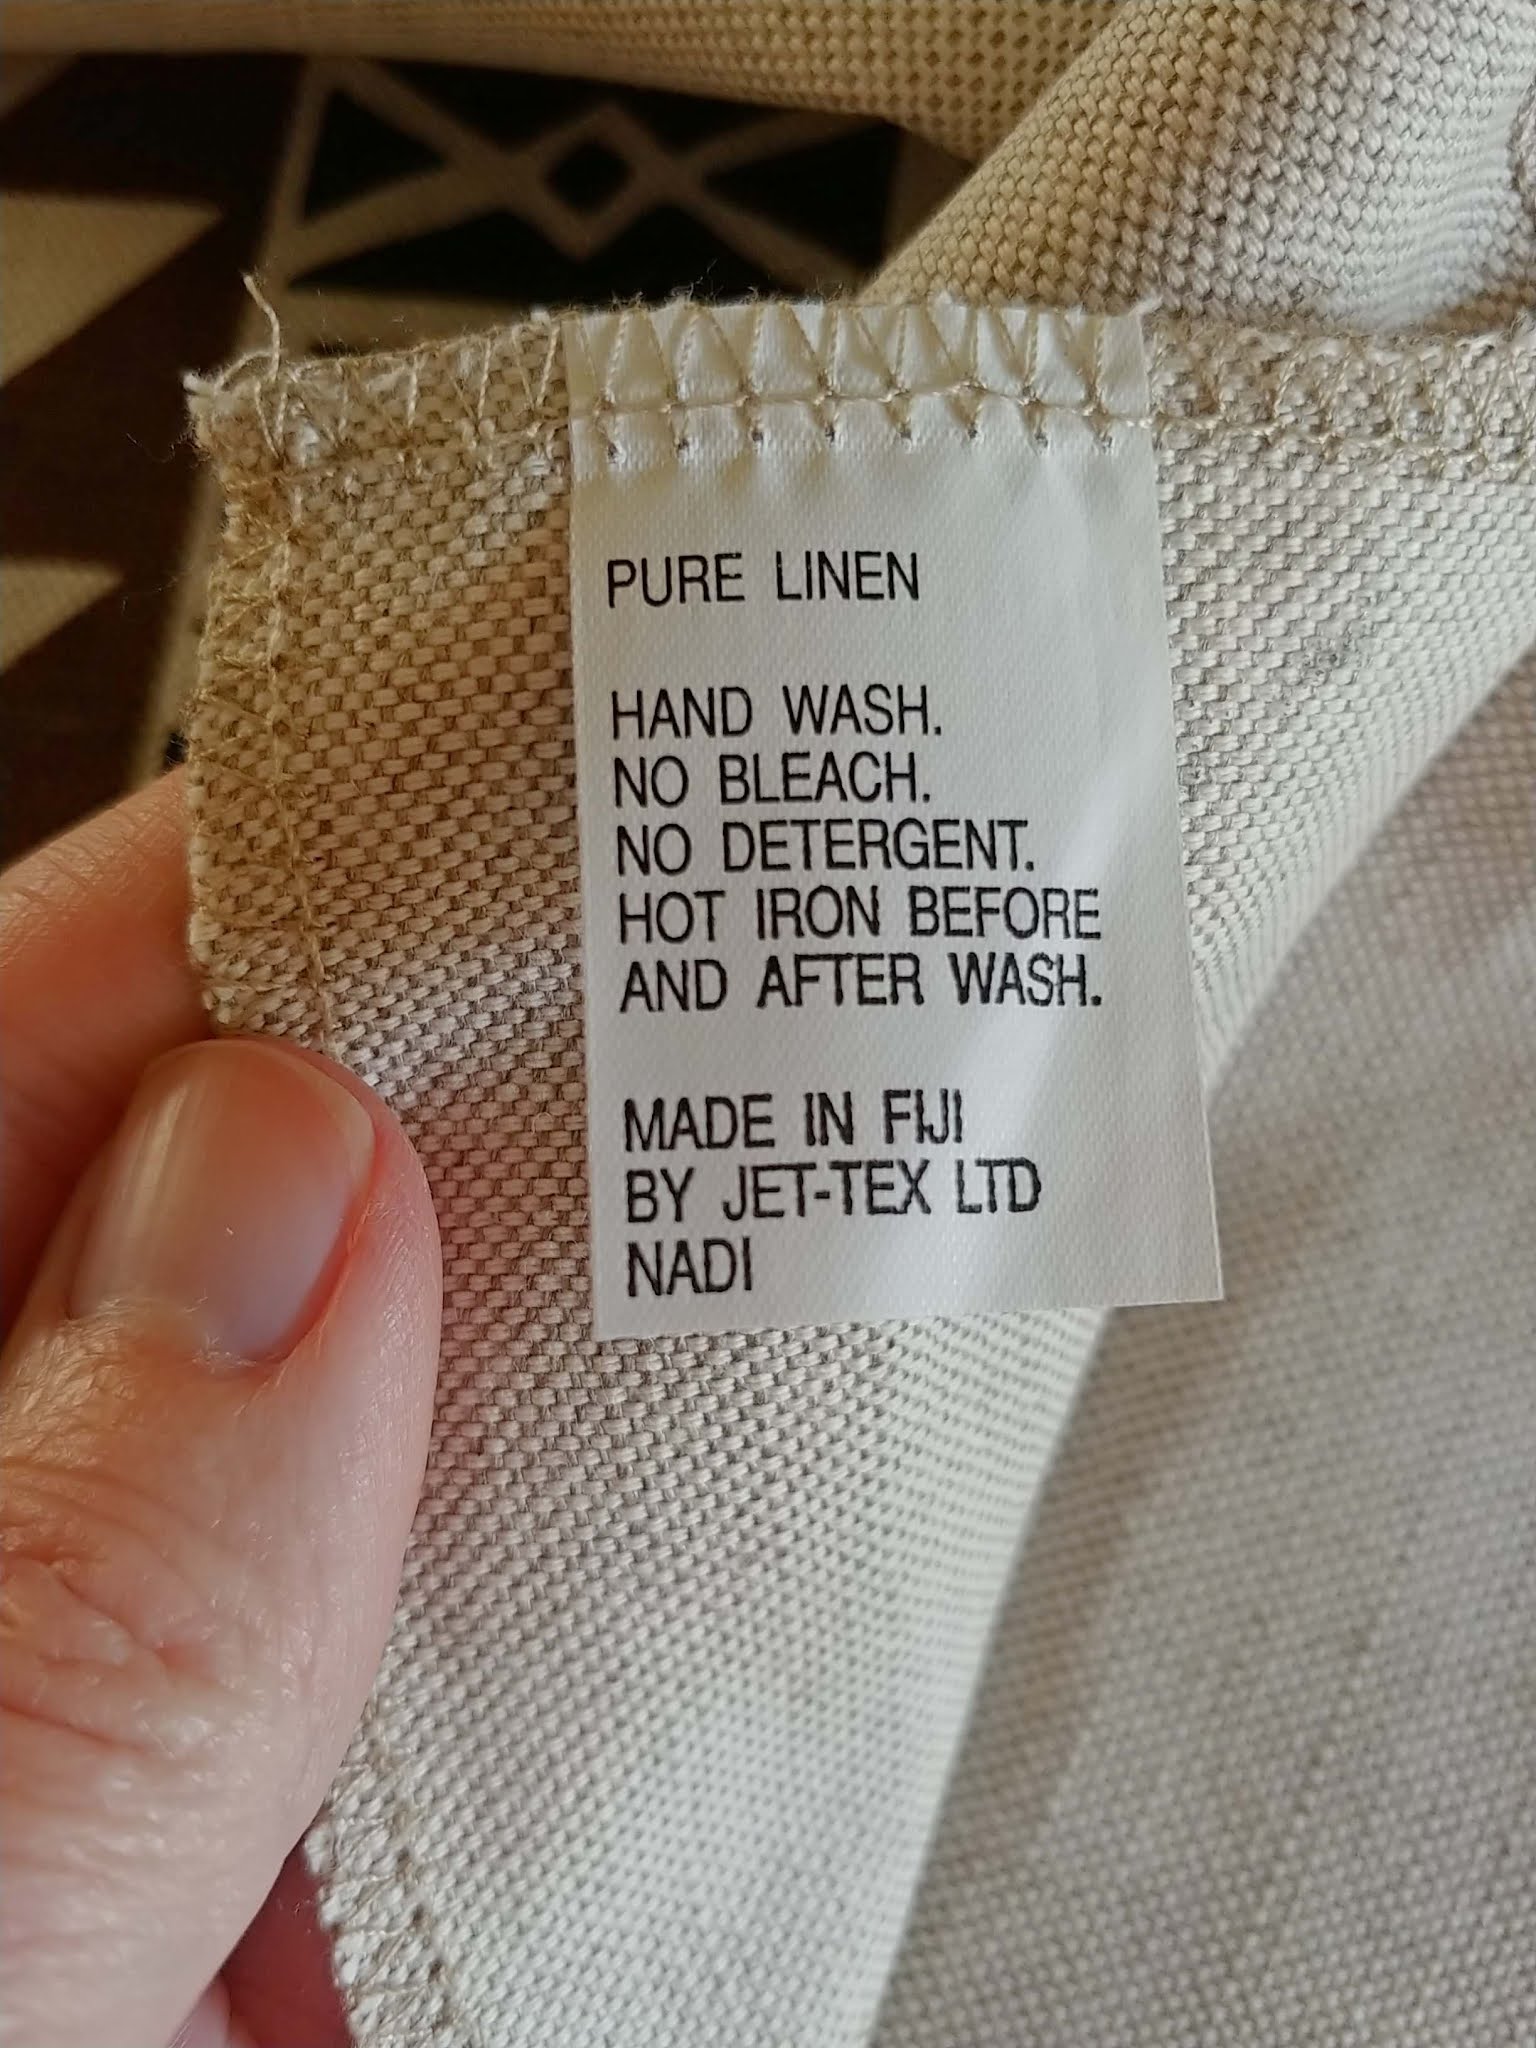 PURE LINEN
HAND WASH.
NO BLEACH.
NO DETERGENT.
HOT IRON BEFORE
AND AFTER WASH.
MADE IN FIJI
BY JET-TEX LTD
NADI